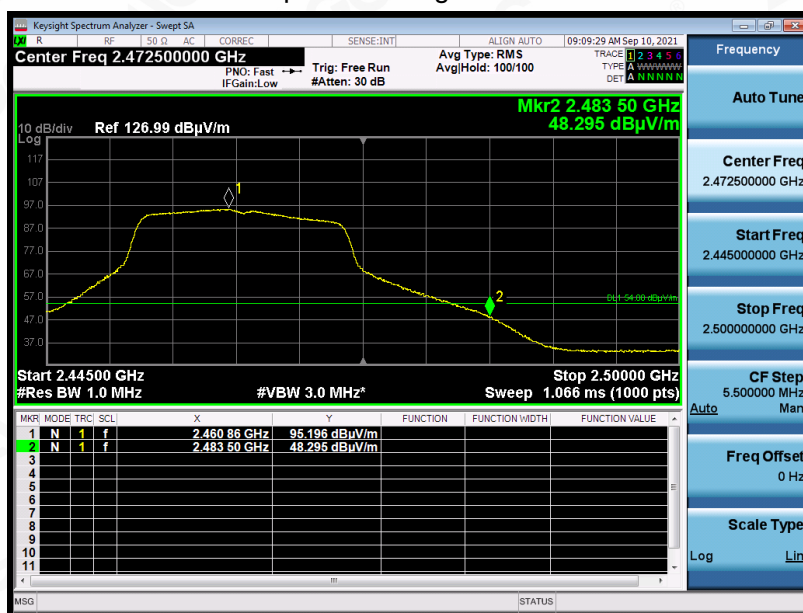 Keysight Spectrum Analyzer - Swept SA
LXI R RF 50 Ω AC CORREC SENSE:INT ALIGN AUTO 09:09:29 AM Sep 10, 2021
Center Freq 2.472500000 GHz
PNO: Fast
IFGain:Low
Trig: Free Run
#Atten: 30 dB
Avg Type: RMS
Avg|Hold: 100/100
TRACE 1 2 3 4 5 6
TYPE A WWWWW
DET A N N N N N
Mkr2 2.483 50 GHz
48.295 dBµV/m
10 dB/div Ref 126.99 dBµV/m
Log
117
107
97.0
87.0
77.0
67.0
57.0
47.0
37.0
1
2
DL1 54.00 dBµV/m
Start 2.44500 GHz Stop 2.50000 GHz
#Res BW 1.0 MHz #VBW 3.0 MHz* Sweep 1.066 ms (1000 pts)
MKR MODE TRC SCL X Y FUNCTION FUNCTION WIDTH FUNCTION VALUE
1 N 1 f 2.460 86 GHz 95.196 dBµV/m
2 N 1 f 2.483 50 GHz 48.295 dBµV/m
3
4
5
6
7
8
9
10
11
MSG STATUS
Frequency
Auto Tune
Center Freq
2.472500000 GHz
Start Freq
2.445000000 GHz
Stop Freq
2.500000000 GHz
CF Step
5.500000 MHz
Auto Man
Freq Offset
0 Hz
Scale Type
Log Lin